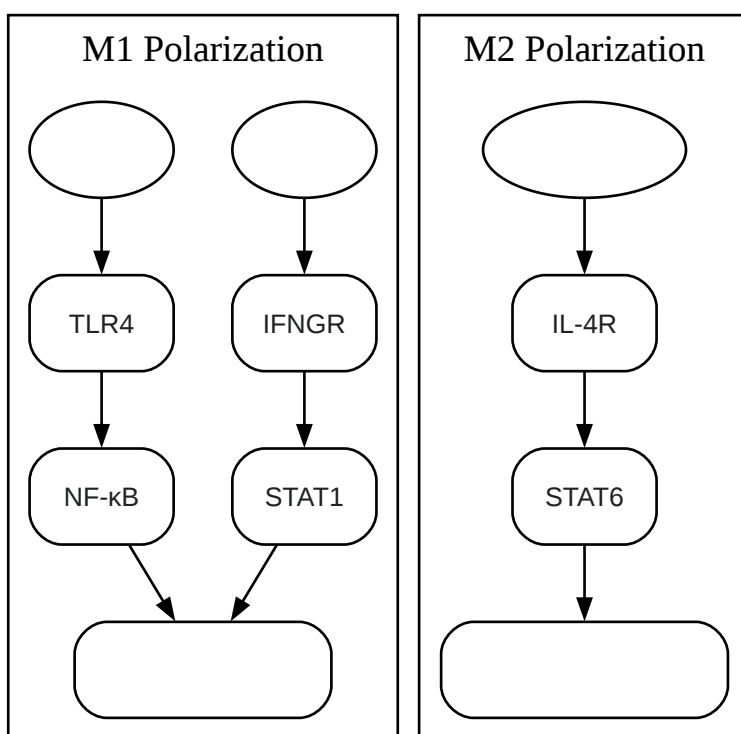 M1 Polarization
M2 Polarization
TLR4
IFNGR
IL-4R
NF-κB
STAT1
STAT6